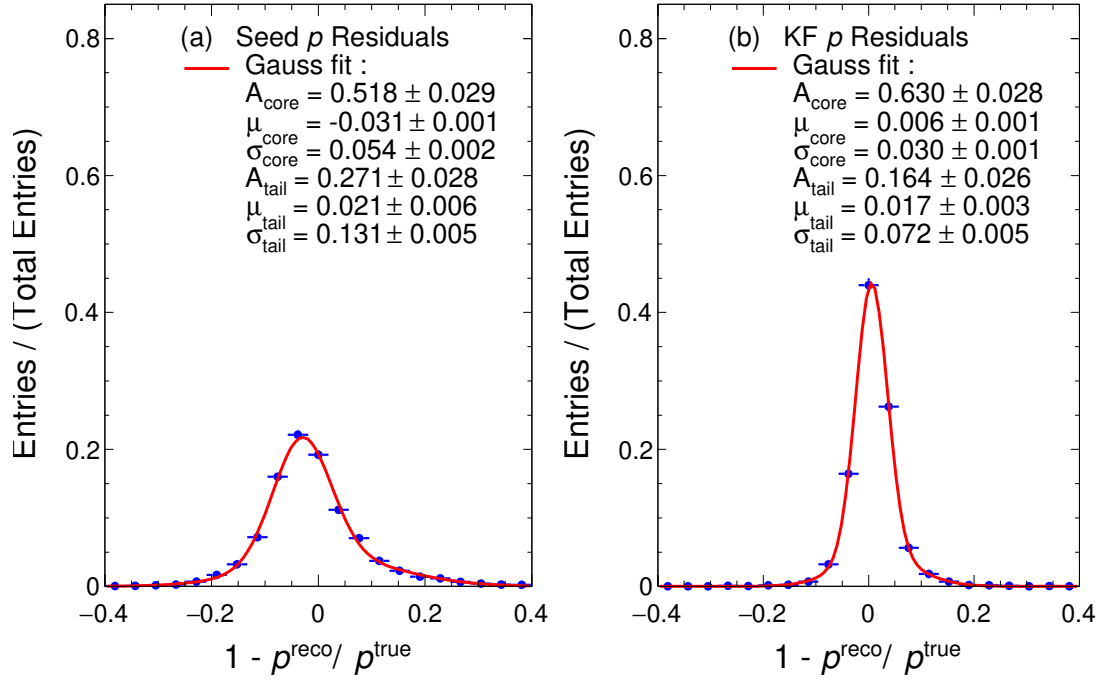 Entries / (Total Entries)
0.8
0.6
0.4
0.2
0
(a) Seed p Residuals
Gauss fit :
A_core = 0.518 ± 0.029
μ_core = -0.031 ± 0.001
σ_core = 0.054 ± 0.002
A_tail = 0.271 ± 0.028
μ_tail = 0.021 ± 0.006
σ_tail = 0.131 ± 0.005
−0.4 −0.2 0 0.2 0.4
1 - p^reco / p^true
Entries / (Total Entries)
0.8
0.6
0.4
0.2
0
(b) KF p Residuals
Gauss fit :
A_core = 0.630 ± 0.028
μ_core = 0.006 ± 0.001
σ_core = 0.030 ± 0.001
A_tail = 0.164 ± 0.026
μ_tail = 0.017 ± 0.003
σ_tail = 0.072 ± 0.005
−0.4 −0.2 0 0.2 0.4
1 - p^reco / p^true